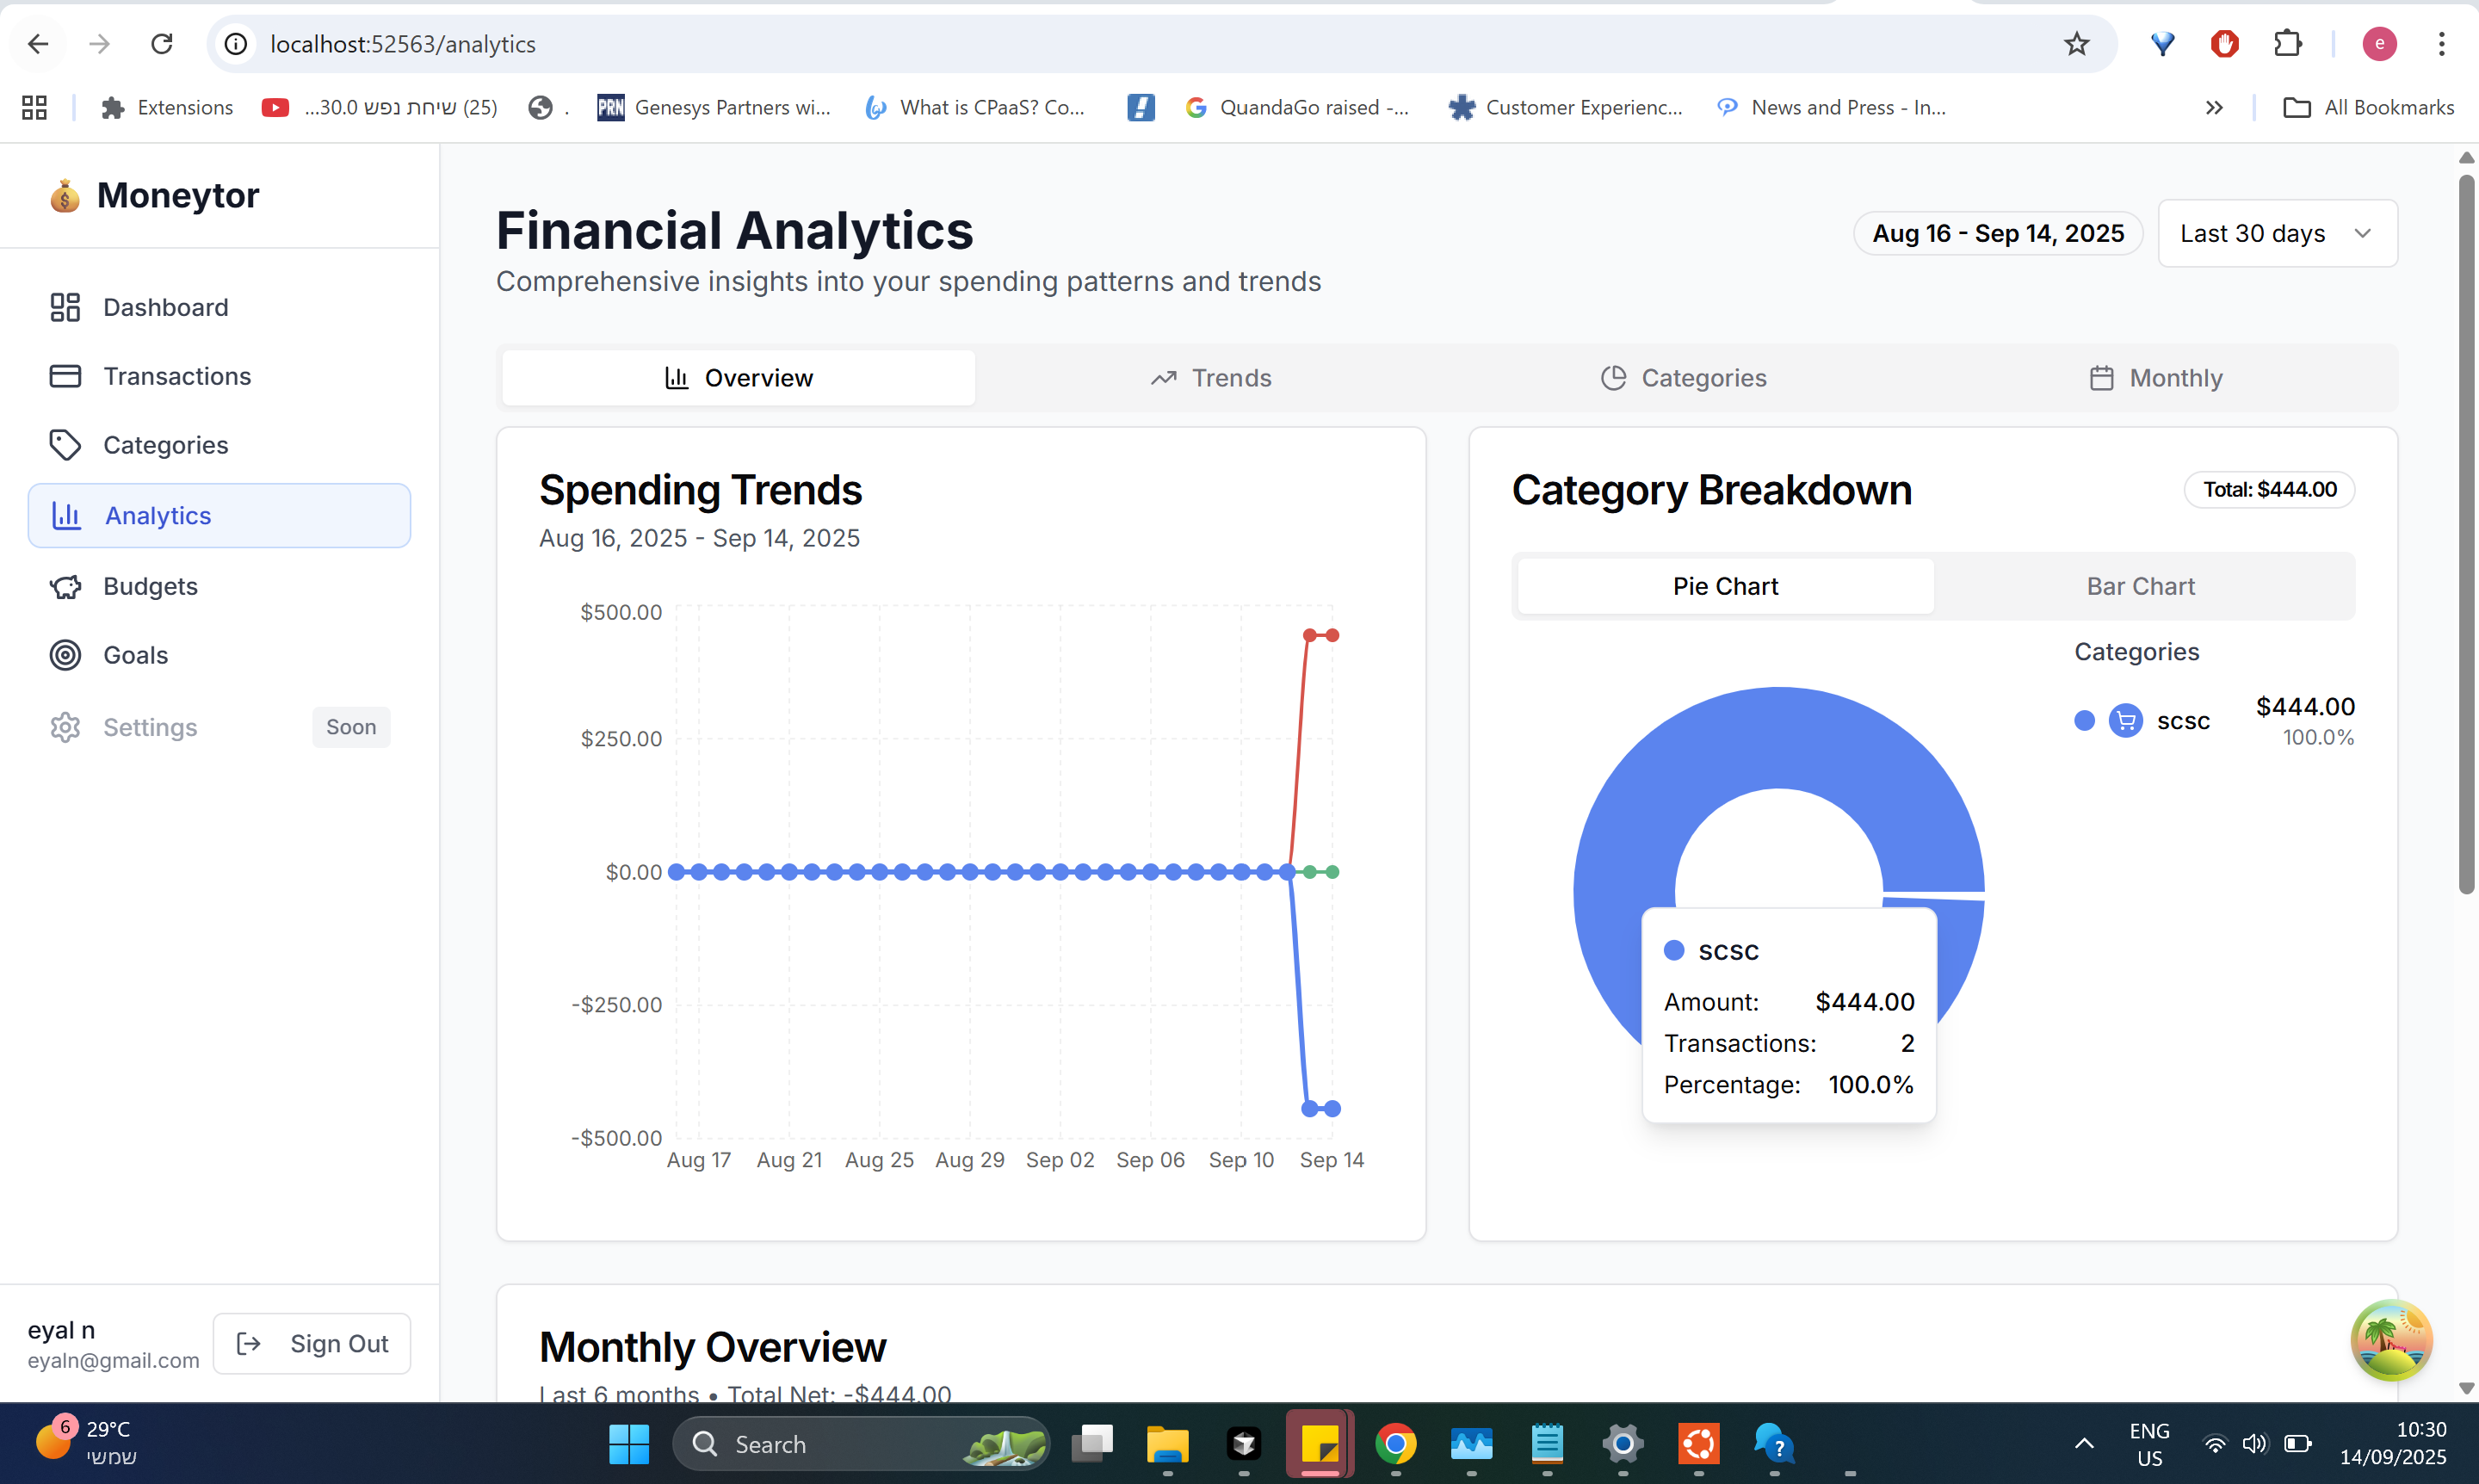 localhost:52563/analytics
e
Extensions
(25) שיחת נפש 30.0...
.
PRN Genesys Partners wi...
What is CPaaS? Co...
QuandaGo raised -...
Customer Experienc...
News and Press - In...
All Bookmarks
Moneytor
Dashboard
Transactions
Categories
Analytics
Budgets
Goals
Settings Soon
eyal n
eyaln@gmail.com
Sign Out
Financial Analytics
Comprehensive insights into your spending patterns and trends
Aug 16 - Sep 14, 2025
Last 30 days
Overview
Trends
Categories
Monthly
Spending Trends
Aug 16, 2025 - Sep 14, 2025
$500.00
$250.00
$0.00
-$250.00
-$500.00
Aug 17 Aug 21 Aug 25 Aug 29 Sep 02 Sep 06 Sep 10 Sep 14
Category Breakdown
Total: $444.00
Pie Chart
Bar Chart
Categories
scsc $444.00
100.0%
scsc
Amount: $444.00
Transactions: 2
Percentage: 100.0%
Monthly Overview
Last 6 months • Total Net: -$444.00
6
29°C
שמשי
Search
ENG
US
10:30
14/09/2025